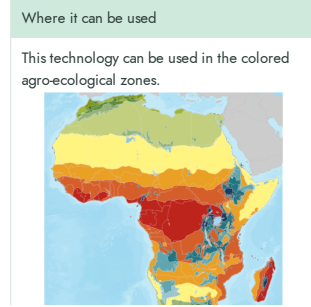 Where it can be used
This technology can be used in the colored
agro-ecological zones.